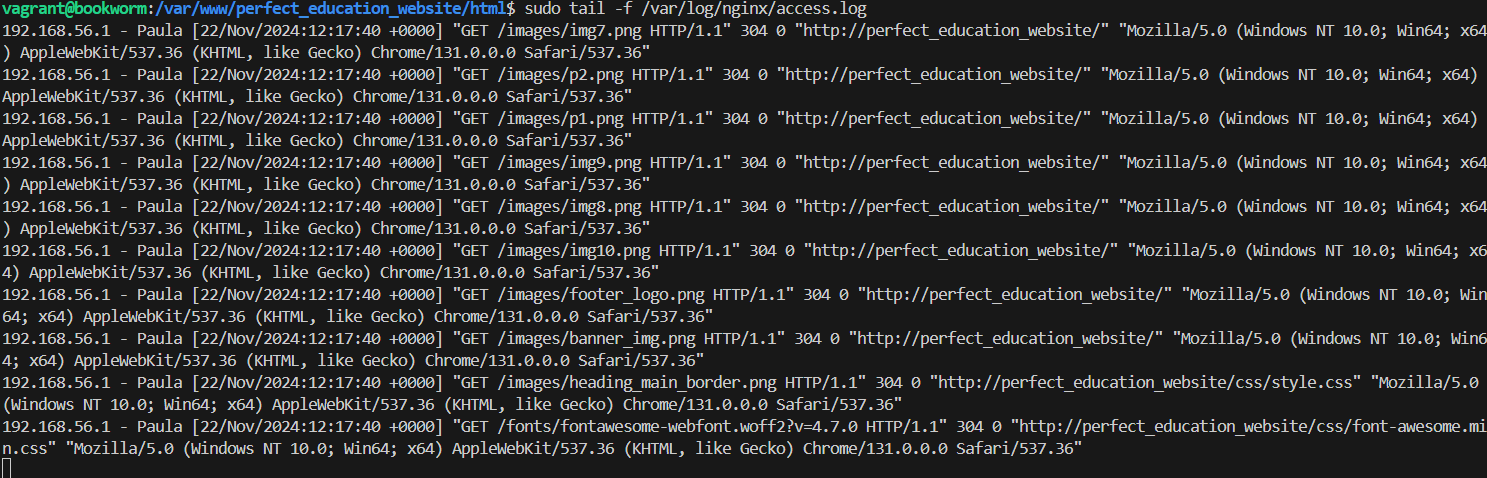 vagrant@bookworm:/var/www/perfect_education_website/html$ sudo tail -f /var/log/nginx/access.log
192.168.56.1 - Paula [22/Nov/2024:12:17:40 +0000] "GET /images/img7.png HTTP/1.1" 304 0 "http://perfect_education_website/" "Mozilla/5.0 (Windows NT 10.0; Win64; x64
) AppleWebKit/537.36 (KHTML, like Gecko) Chrome/131.0.0.0 Safari/537.36"
192.168.56.1 - Paula [22/Nov/2024:12:17:40 +0000] "GET /images/p2.png HTTP/1.1" 304 0 "http://perfect_education_website/" "Mozilla/5.0 (Windows NT 10.0; Win64; x64)
AppleWebKit/537.36 (KHTML, like Gecko) Chrome/131.0.0.0 Safari/537.36"
192.168.56.1 - Paula [22/Nov/2024:12:17:40 +0000] "GET /images/p1.png HTTP/1.1" 304 0 "http://perfect_education_website/" "Mozilla/5.0 (Windows NT 10.0; Win64; x64)
AppleWebKit/537.36 (KHTML, like Gecko) Chrome/131.0.0.0 Safari/537.36"
192.168.56.1 - Paula [22/Nov/2024:12:17:40 +0000] "GET /images/img9.png HTTP/1.1" 304 0 "http://perfect_education_website/" "Mozilla/5.0 (Windows NT 10.0; Win64; x64
) AppleWebKit/537.36 (KHTML, like Gecko) Chrome/131.0.0.0 Safari/537.36"
192.168.56.1 - Paula [22/Nov/2024:12:17:40 +0000] "GET /images/img8.png HTTP/1.1" 304 0 "http://perfect_education_website/" "Mozilla/5.0 (Windows NT 10.0; Win64; x64
) AppleWebKit/537.36 (KHTML, like Gecko) Chrome/131.0.0.0 Safari/537.36"
192.168.56.1 - Paula [22/Nov/2024:12:17:40 +0000] "GET /images/img10.png HTTP/1.1" 304 0 "http://perfect_education_website/" "Mozilla/5.0 (Windows NT 10.0; Win64; x6
4) AppleWebKit/537.36 (KHTML, like Gecko) Chrome/131.0.0.0 Safari/537.36"
192.168.56.1 - Paula [22/Nov/2024:12:17:40 +0000] "GET /images/footer_logo.png HTTP/1.1" 304 0 "http://perfect_education_website/" "Mozilla/5.0 (Windows NT 10.0; Win
64; x64) AppleWebKit/537.36 (KHTML, like Gecko) Chrome/131.0.0.0 Safari/537.36"
192.168.56.1 - Paula [22/Nov/2024:12:17:40 +0000] "GET /images/banner_img.png HTTP/1.1" 304 0 "http://perfect_education_website/" "Mozilla/5.0 (Windows NT 10.0; Win6
4; x64) AppleWebKit/537.36 (KHTML, like Gecko) Chrome/131.0.0.0 Safari/537.36"
192.168.56.1 - Paula [22/Nov/2024:12:17:40 +0000] "GET /images/heading_main_border.png HTTP/1.1" 304 0 "http://perfect_education_website/css/style.css" "Mozilla/5.0
(Windows NT 10.0; Win64; x64) AppleWebKit/537.36 (KHTML, like Gecko) Chrome/131.0.0.0 Safari/537.36"
192.168.56.1 - Paula [22/Nov/2024:12:17:40 +0000] "GET /fonts/fontawesome-webfont.woff2?v=4.7.0 HTTP/1.1" 304 0 "http://perfect_education_website/css/font-awesome.mi
n.css" "Mozilla/5.0 (Windows NT 10.0; Win64; x64) AppleWebKit/537.36 (KHTML, like Gecko) Chrome/131.0.0.0 Safari/537.36"